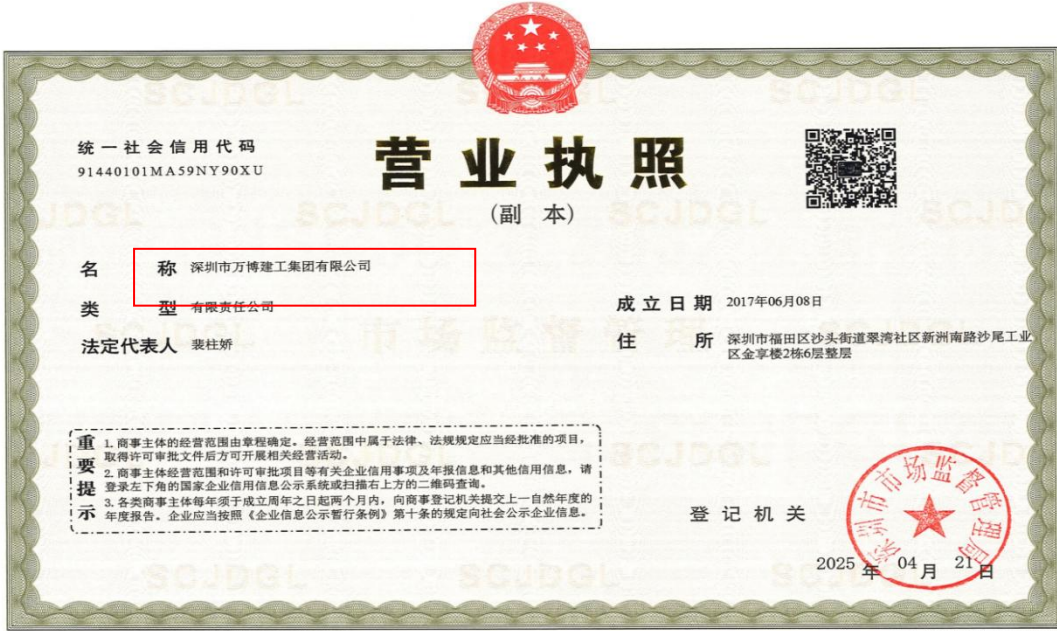 统一社会信用代码
91440101MA59NY90XU
营业执照
(副 本)
名 称 深圳市万博建工集团有限公司
类 型 有限责任公司
法定代表人 裴柱娇
成立日期 2017年06月08日
住 所 深圳市福田区沙头街道翠湾社区新洲南路沙尾工业
区金享楼2栋6层整层
重要提示
1.商事主体的经营范围由章程确定。经营范围中属于法律、法规规定应当经批准的项目,
取得许可审批文件后方可开展相关经营活动。
2.商事主体经营范围和许可审批项目等有关企业信用事项及年报信息和其他信用信息,请
登录左下角的国家企业信用信息公示系统或扫描右上方的二维码查询。
3.各类商事主体每年须于成立周年之日起两个月内,向商事登记机关提交上一自然年度的
年度报告。企业应当按照《企业信息公示暂行条例》第十条的规定向社会公示企业信息。
登记机关
深圳市市场监督管理局
2025 年 04 月 21 日
SCJDGL
市场监督管理